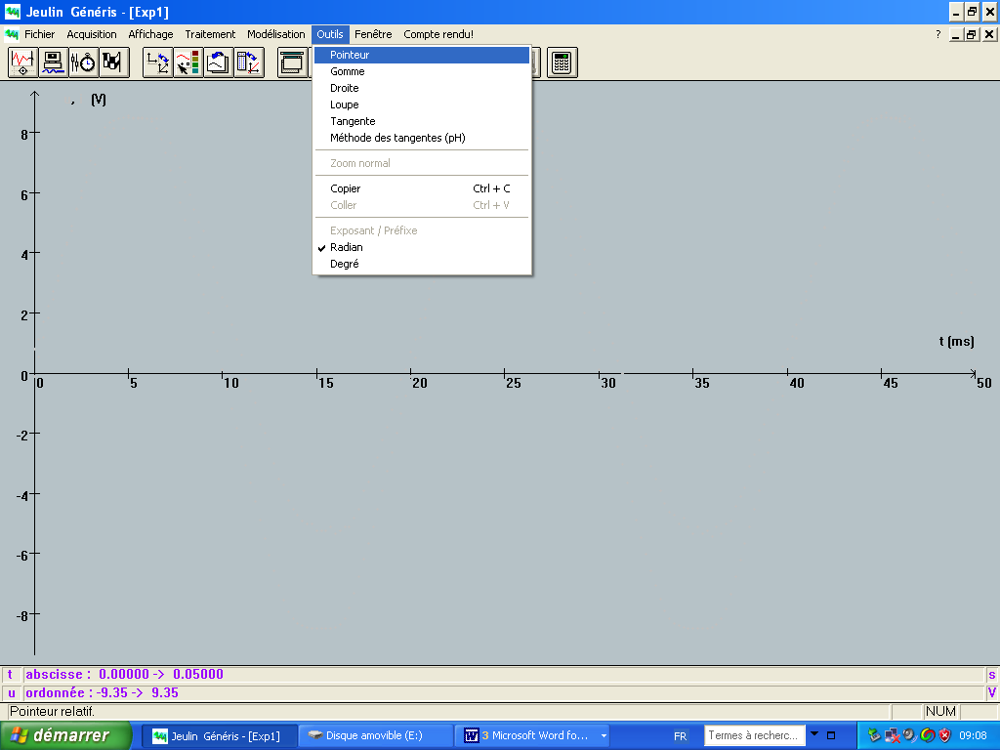 Jeulin Généris - [Exp1]
Fichier Acquisition Affichage Traitement Modélisation Outils Fenêtre Compte rendu! ?
Pointeur
Gomme
Droite
Loupe
Tangente
Méthode des tangentes (pH)
Zoom normal
Copier Ctrl + C
Coller Ctrl + V
Exposant / Préfixe
Radian
Degré
, (V)
8
6
4
2
t (ms)
0 0 5 10 15 20 25 30 35 40 45 50
-2
-4
-6
-8
t abscisse : 0.00000 -> 0.05000 s
u ordonnée : -9.35 -> 9.35 V
Pointeur relatif. NUM
démarrer Jeulin Généris - [Exp1] Disque amovible (E:) 3 Microsoft Word fo... FR Termes à recherc... 09:08